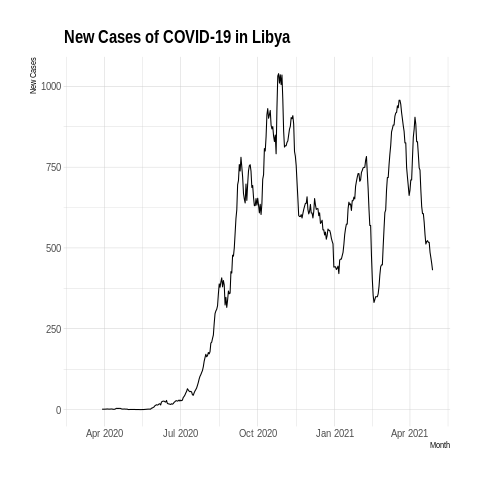 New Cases of COVID-19 in Libya
New Cases
1000
750
500
250
0
Apr 2020 Jul 2020 Oct 2020 Jan 2021 Apr 2021
Month